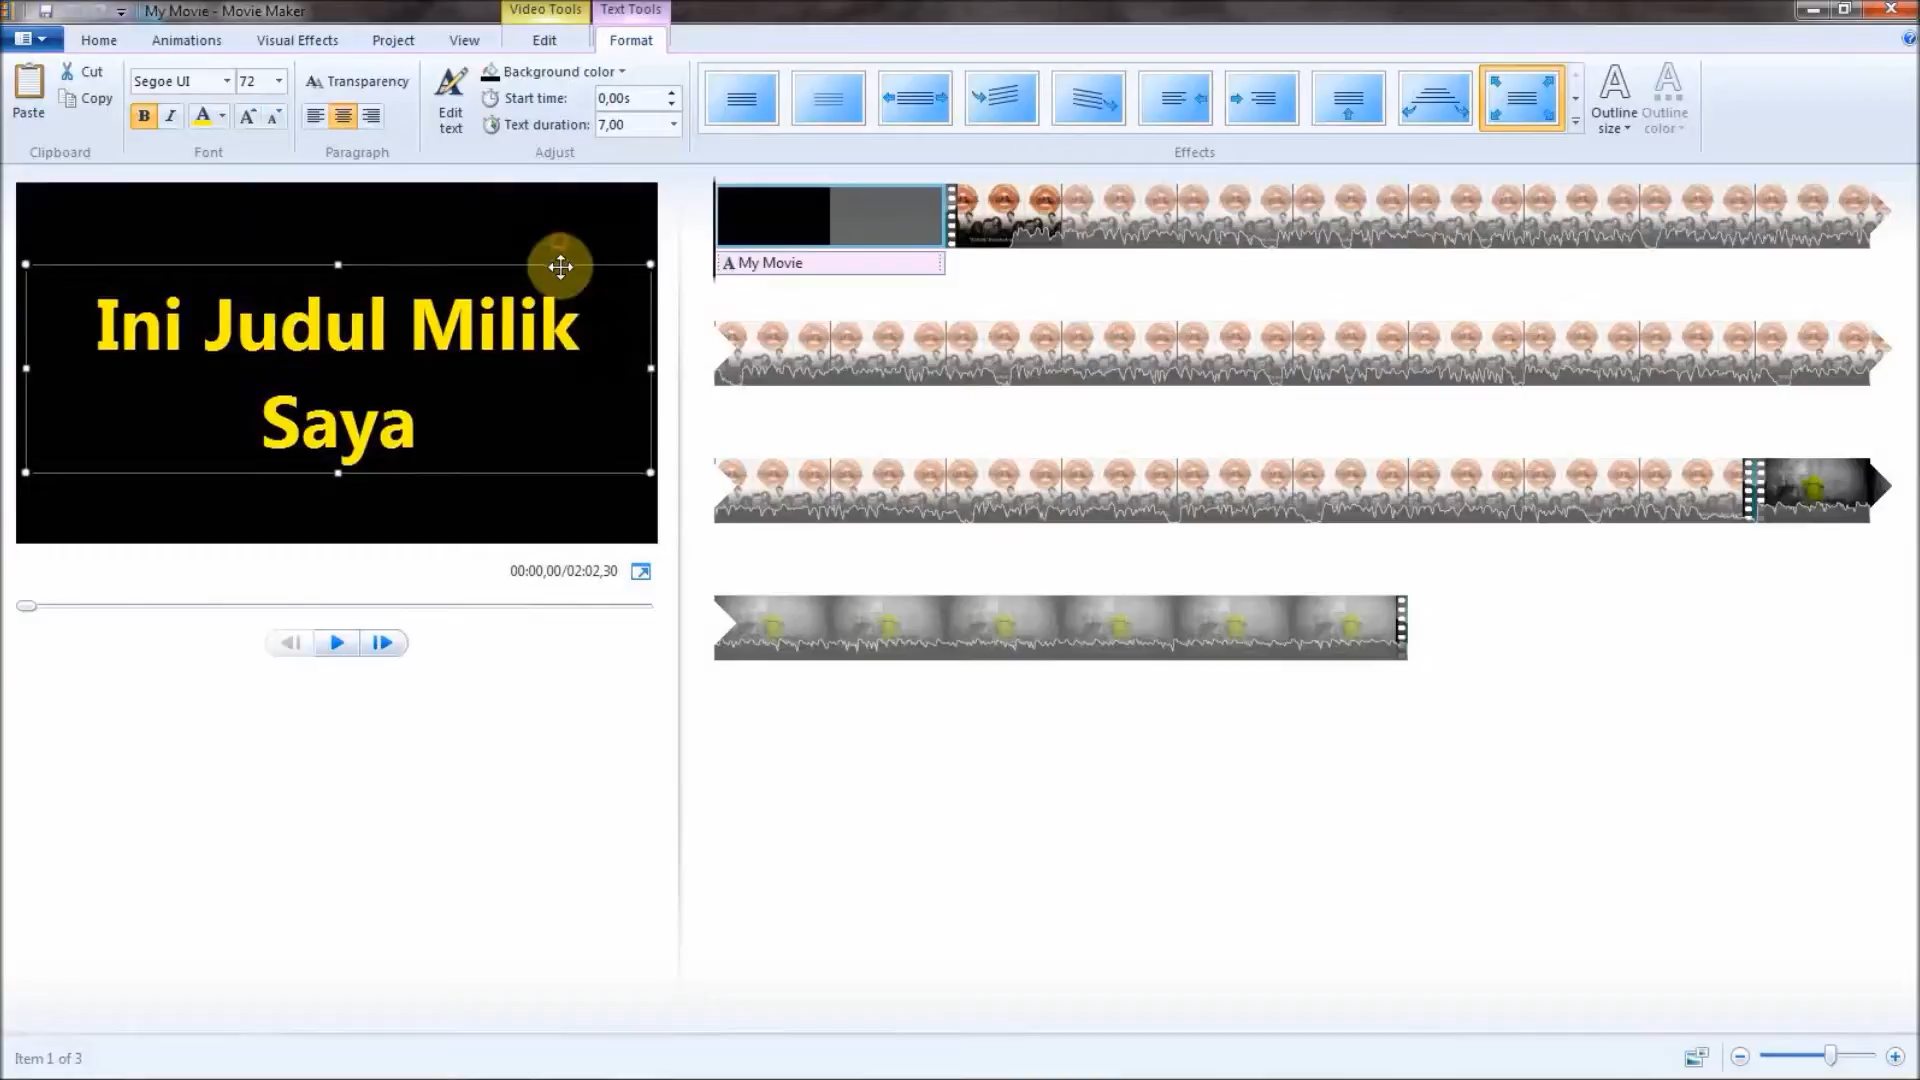 My Movie - Movie Maker
Video Tools
Text Tools
Home
Animations
Visual Effects
Project
View
Edit
Format
Paste
Cut
Copy
Clipboard
Segoe UI
72
B I A A A
Font
Transparency
Paragraph
Edit text
Background color
Start time: 0,00s
Text duration: 7,00
Adjust
Effects
Outline size
Outline color
Ini Judul Milik
Saya
00:00,00/02:02,30
A My Movie
Item 1 of 3